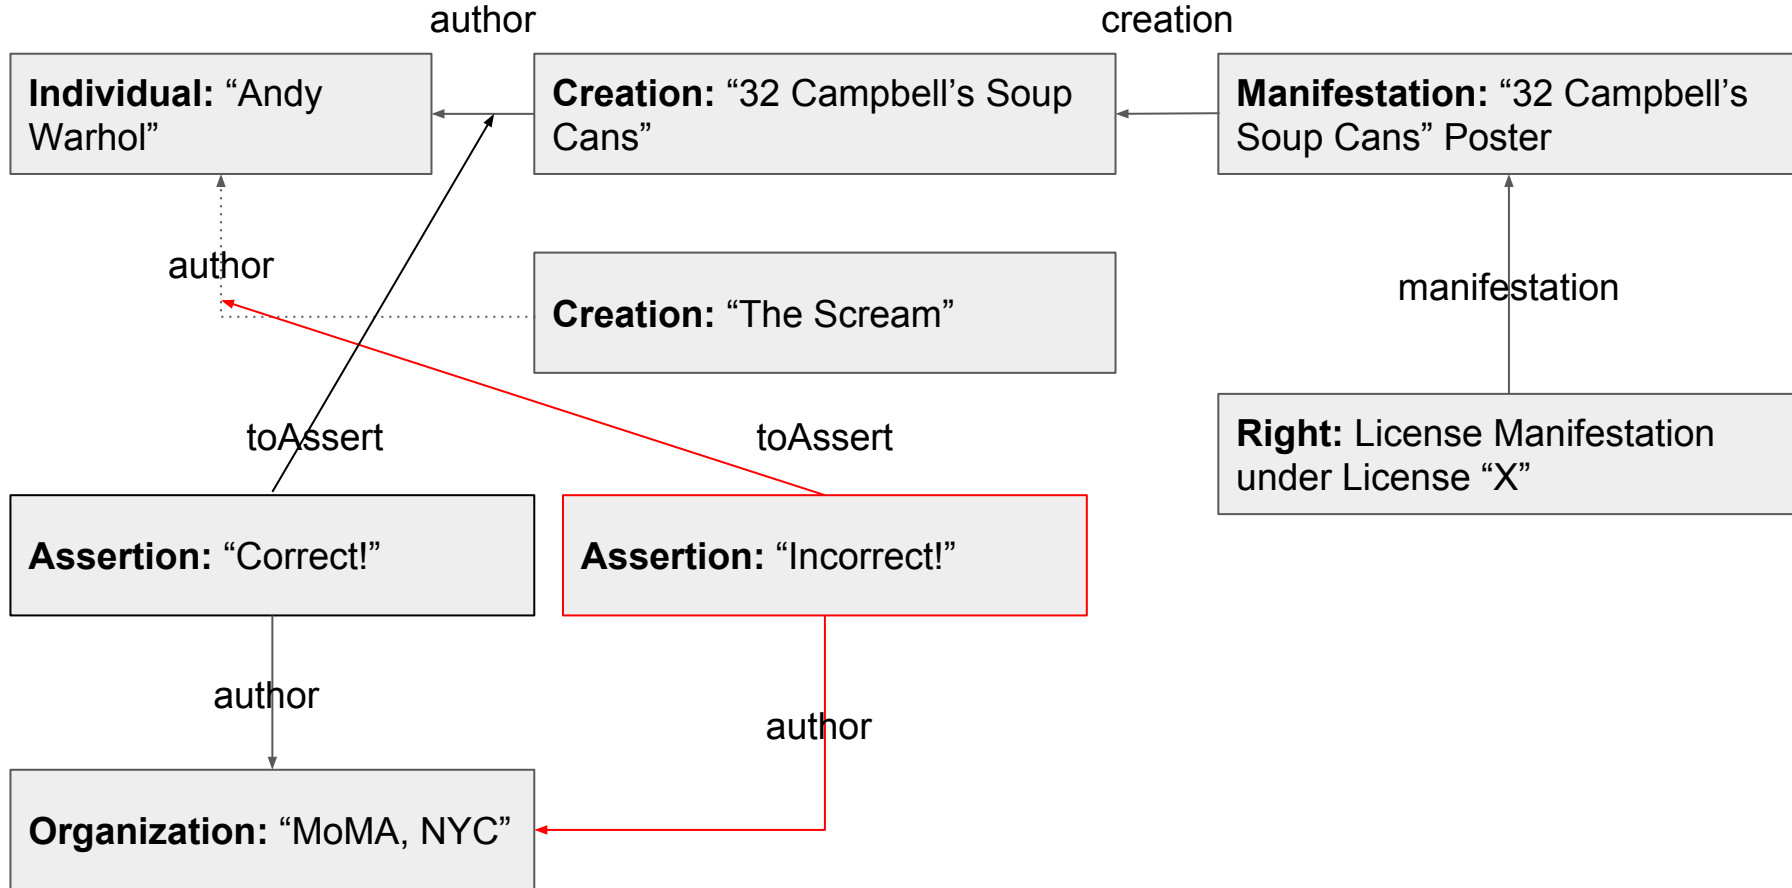 author
creation
Individual: “Andy
Warhol”
Creation: “32 Campbell’s Soup
Cans”
Manifestation: “32 Campbell’s
Soup Cans” Poster
author
Creation: “The Scream”
manifestation
toAssert
toAssert
Right: License Manifestation
under License “X”
Assertion: “Correct!”
Assertion: “Incorrect!”
author
author
Organization: “MoMA, NYC”